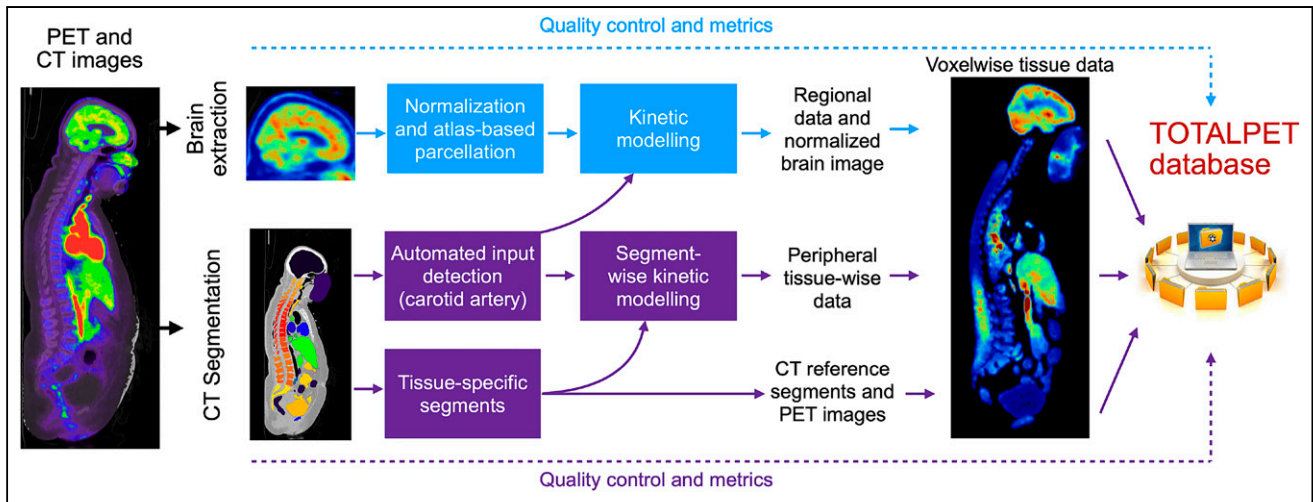 Quality control and metrics
PET and
CT images
Brain
extraction
Normalization
and atlas-based
parcellation
Kinetic
modelling
Regional
data and
normalized
brain image
Voxelwise tissue data
TOTALPET
database
CT Segmentation
Automated input
detection
(carotid artery)
Segment-
wise kinetic
modelling
Peripheral
tissue-wise
data
Tissue-specific
segments
CT reference
segments and
PET images
Quality control and metrics